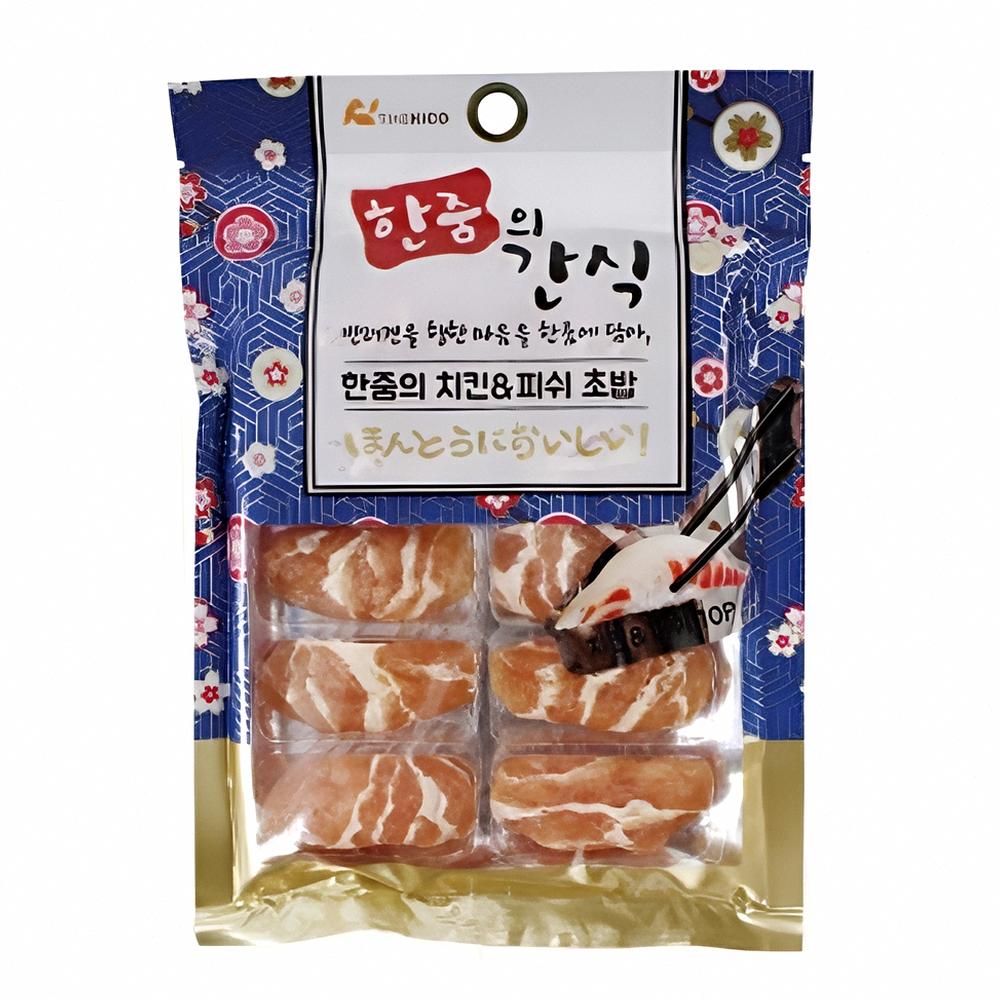 한줌의
간식
반려견을 향한 마음을 한줌에 담아,
한줌의 치킨&피쉬 초밥
ほんとうにおいしい!
OP